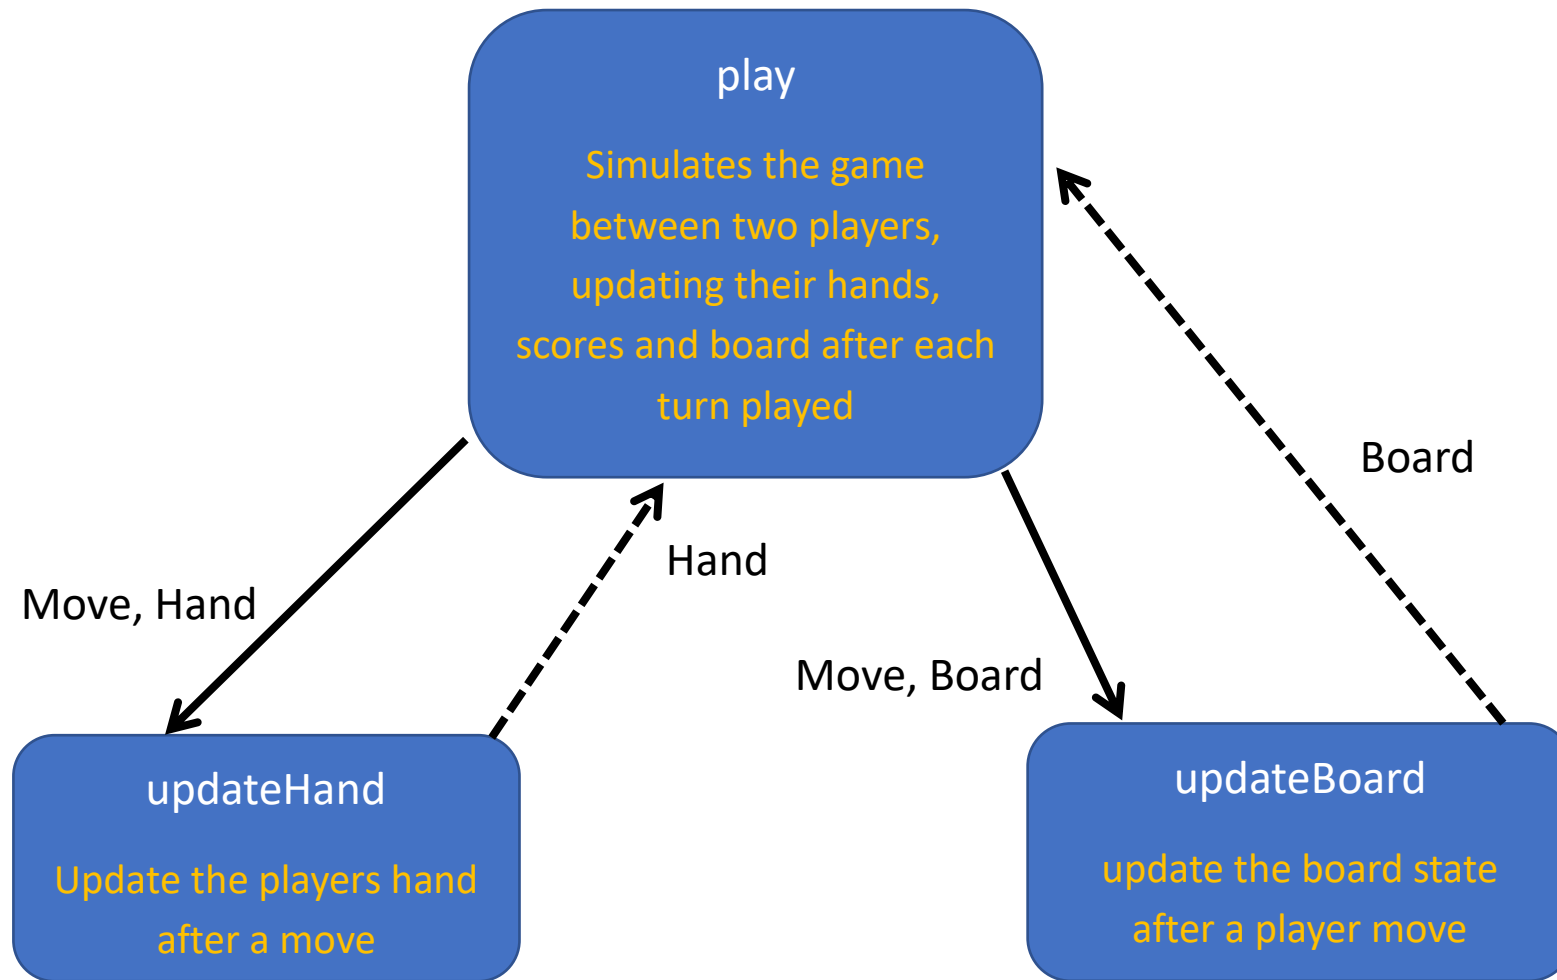 play
Simulates the game
between two players,
updating their hands,
scores and board after each
turn played
Board
Hand
Move, Hand
Move, Board
updateHand
Update the players hand
after a move
updateBoard
update the board state
after a player move